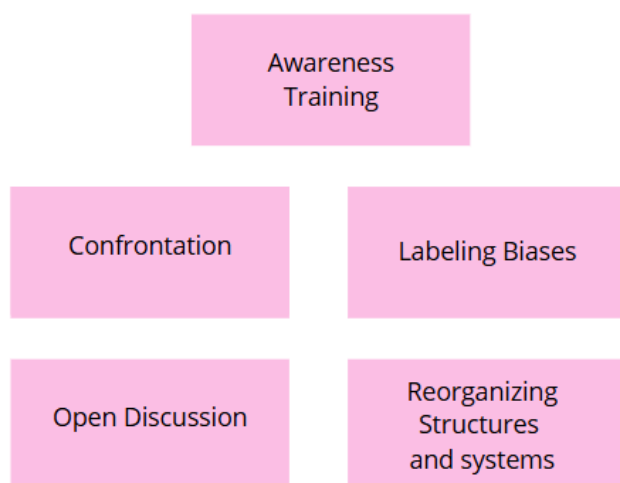 Awareness
Training
Confrontation
Labeling Biases
Open Discussion
Reorganizing
Structures
and systems